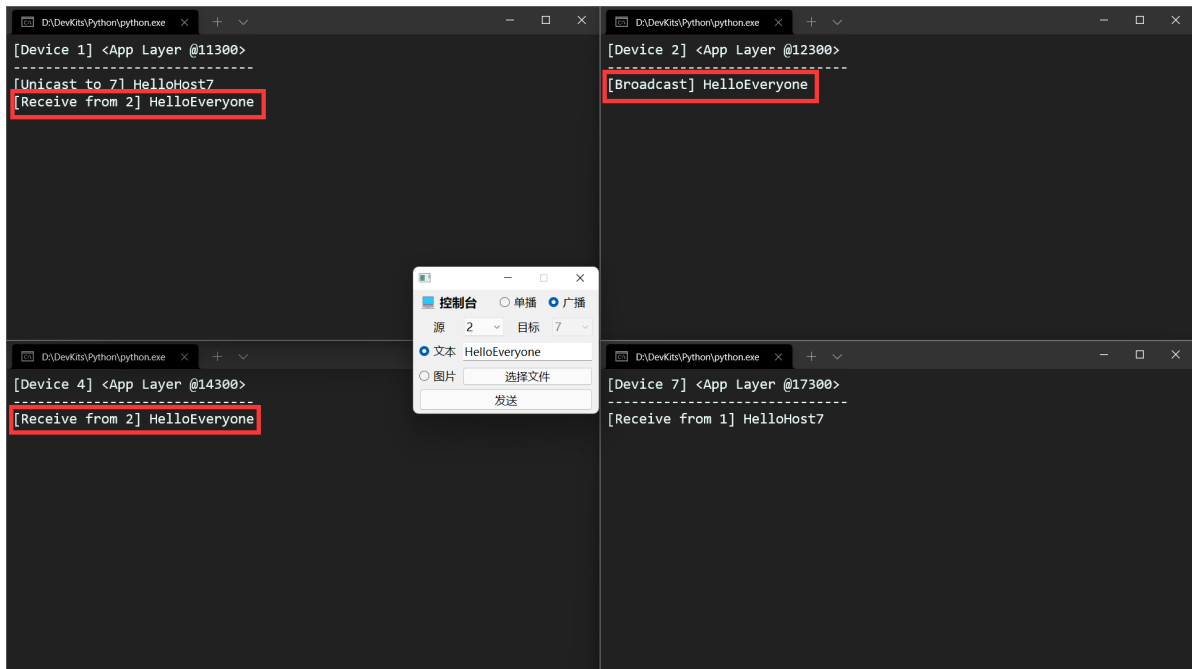 D:\DevKits\Python\python.exe
[Device 1] <App Layer @11300>
------------------------------
[Unicast to 7] HelloHost7
[Receive from 2] HelloEveryone
D:\DevKits\Python\python.exe
[Device 2] <App Layer @12300>
------------------------------
[Broadcast] HelloEveryone
控制台 单播 广播
源 2 目标 7
文本 HelloEveryone
图片 选择文件
发送
D:\DevKits\Python\python.exe
[Device 4] <App Layer @14300>
------------------------------
[Receive from 2] HelloEveryone
D:\DevKits\Python\python.exe
[Device 7] <App Layer @17300>
------------------------------
[Receive from 1] HelloHost7